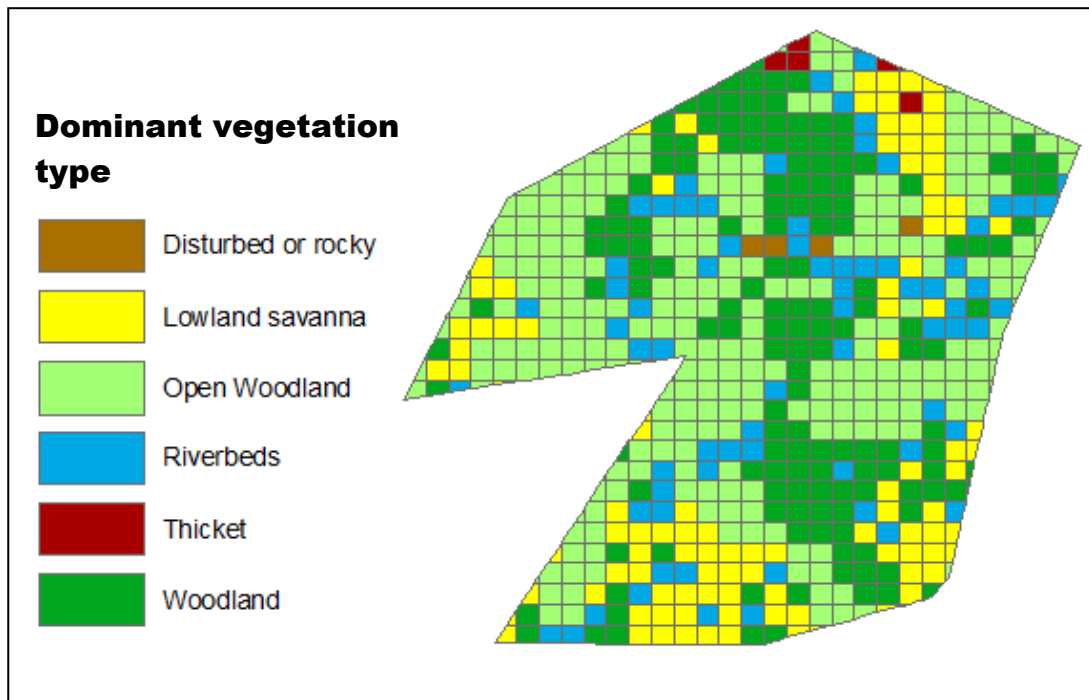 Dominant vegetation
type
Disturbed or rocky
Lowland savanna
Open Woodland
Riverbeds
Thicket
Woodland